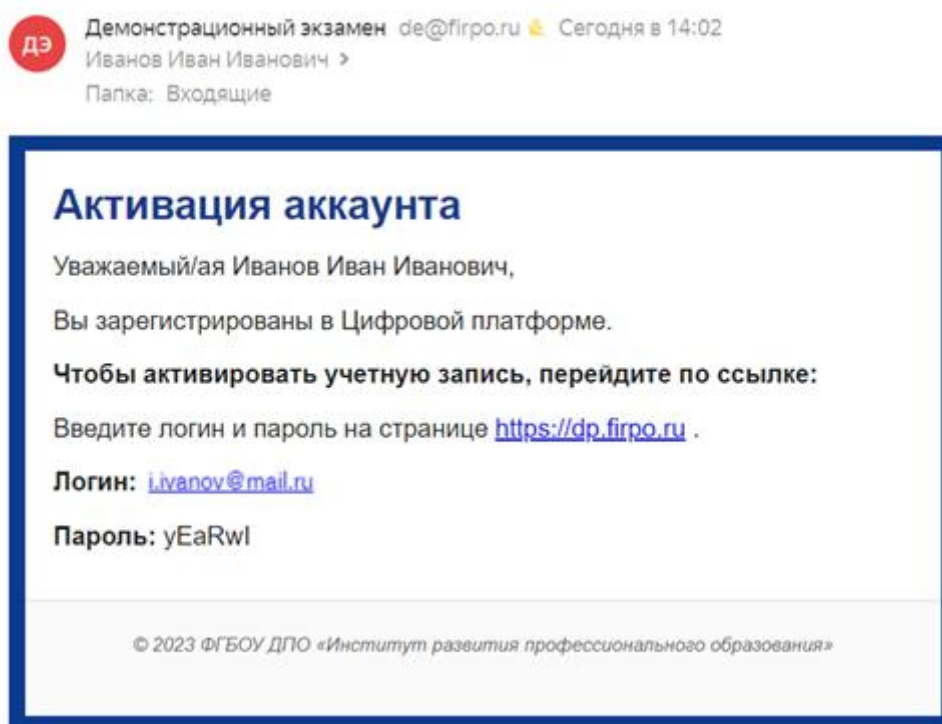 ДЭ
Демонстрационный экзамен de@firpo.ru Сегодня в 14:02
Иванов Иван Иванович >
Папка: Входящие
Активация аккаунта
Уважаемый/ая Иванов Иван Иванович,
Вы зарегистрированы в Цифровой платформе.
Чтобы активировать учетную запись, перейдите по ссылке:
Введите логин и пароль на странице https://dp.firpo.ru .
Логин: i.ivanov@mail.ru
Пароль: yEaRwI
© 2023 ФГБОУ ДПО «Институт развития профессионального образования»